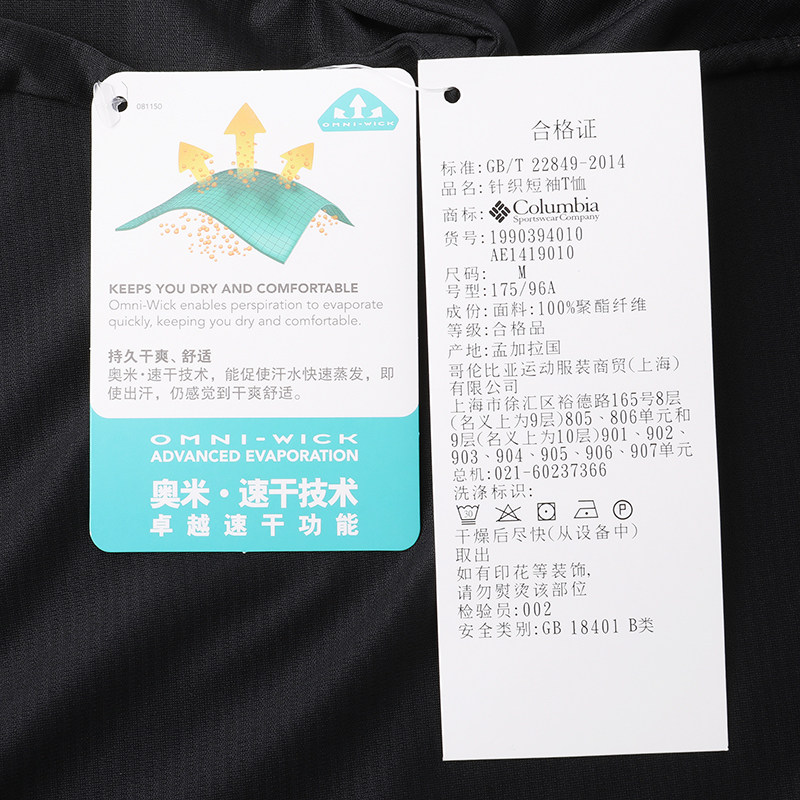 081150
OMNI-WICK
KEEPS YOU DRY AND COMFORTABLE
Omni-Wick enables perspiration to evaporate
quickly, keeping you dry and comfortable.
持久干爽、舒适
奥米·速干技术，能促使汗水快速蒸发，即
使出汗，仍感觉到干爽舒适。
OMNI-WICK
ADVANCED EVAPORATION
奥米·速干技术
卓越速干功能
合格证
标准:GB/T 22849-2014
品名:针织短袖T恤
商标: Columbia
Sportswear Company
货号:1990394010
AE1419010
尺码: M
号型:175/96A
成份:面料:100%聚酯纤维
等级:合格品
产地:孟加拉国
哥伦比亚运动服装商贸(上海)
有限公司
上海市徐汇区裕德路165号8层
(名义上为9层)805、806单元和
9层(名义上为10层)901、902、
903、904、905、906、907单元
总机:021-60237366
洗涤标识:
30 P
干燥后尽快(从设备中)
取出
如有印花等装饰,
请勿熨烫该部位
检验员:002
安全类别:GB 18401 B类